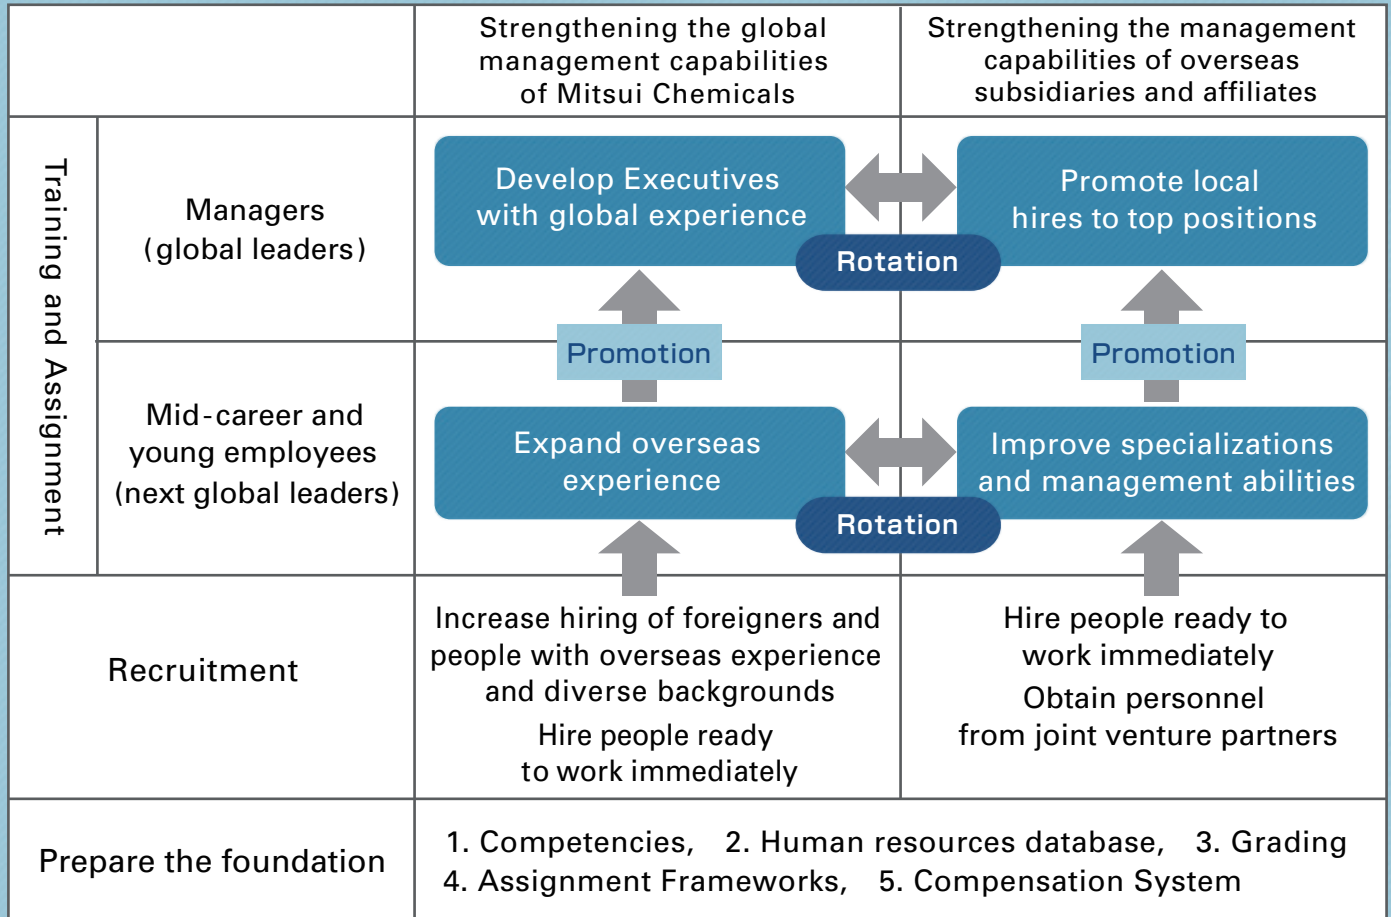 Strengthening the global
management capabilities
of Mitsui Chemicals
Strengthening the management
capabilities of overseas
subsidiaries and affiliates
Training and Assignment
Managers
(global leaders)
Develop Executives
with global experience
Promote local
hires to top positions
Rotation
Promotion
Promotion
Mid-career and
young employees
(next global leaders)
Expand overseas
experience
Improve specializations
and management abilities
Rotation
Recruitment
Increase hiring of foreigners and
people with overseas experience
and diverse backgrounds
Hire people ready
to work immediately
Hire people ready to
work immediately
Obtain personnel
from joint venture partners
Prepare the foundation
1. Competencies, 2. Human resources database, 3. Grading
4. Assignment Frameworks, 5. Compensation System